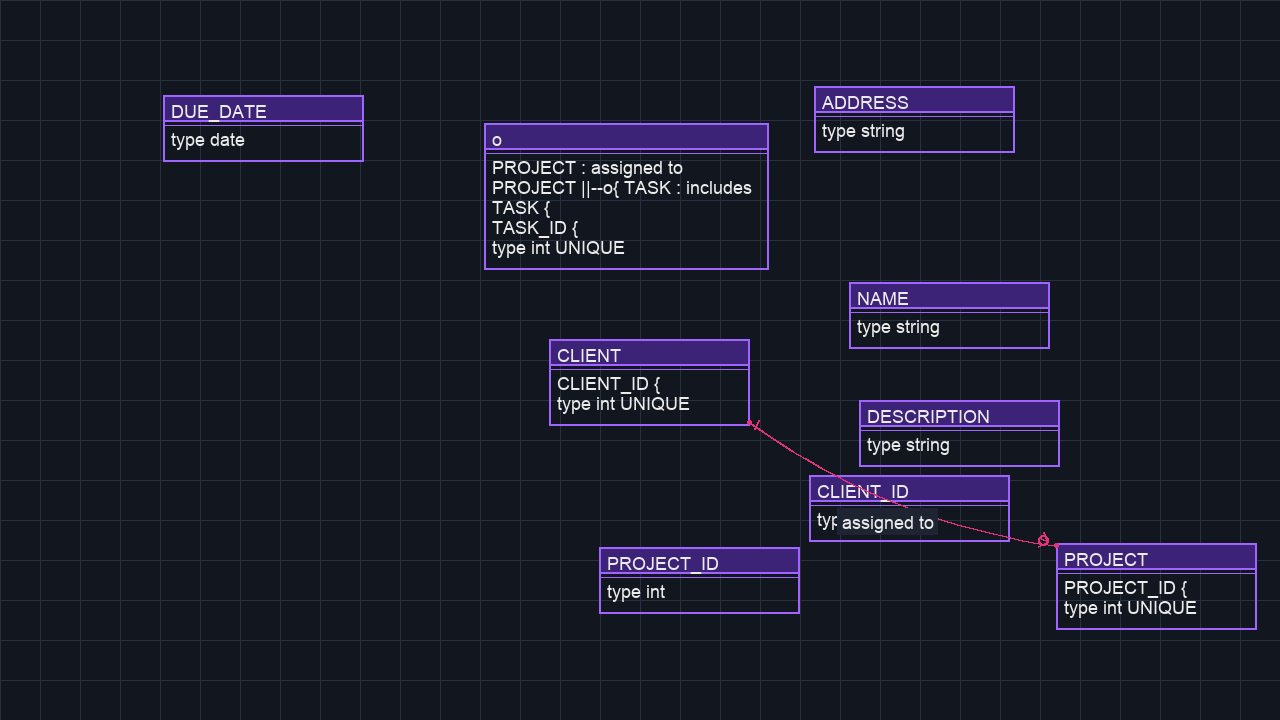 DUE_DATE
type date
o
PROJECT : assigned to
PROJECT ||--o{ TASK : includes
TASK {
TASK_ID {
type int UNIQUE
ADDRESS
type string
NAME
type string
CLIENT
CLIENT_ID {
type int UNIQUE
DESCRIPTION
type string
CLIENT_ID
assigned to
PROJECT_ID
type int
PROJECT
PROJECT_ID {
type int UNIQUE